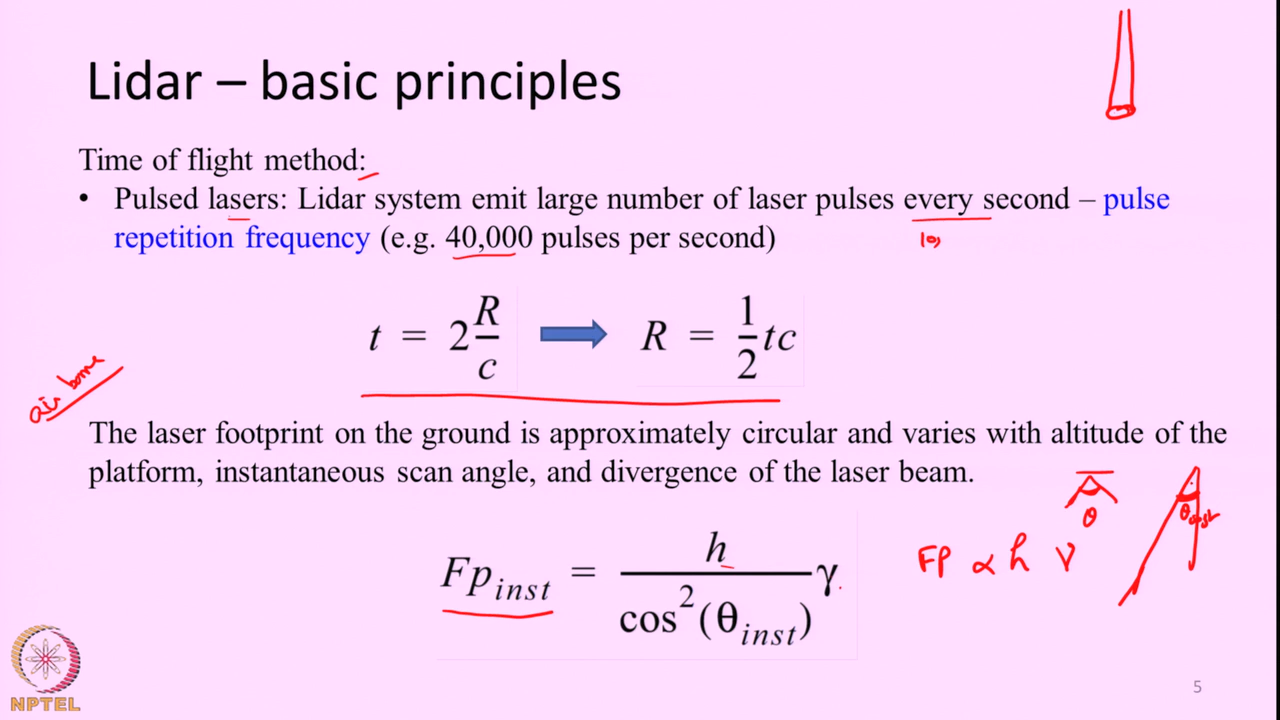 Lidar – basic principles
Time of flight method:
• Pulsed lasers: Lidar system emit large number of laser pulses every second – pulse
repetition frequency (e.g. 40,000 pulses per second)
t = 2 R/c R = 1/2 tc
air borne
The laser footprint on the ground is approximately circular and varies with altitude of the
platform, instantaneous scan angle, and divergence of the laser beam.
θ
θinst
Fp_inst = h / cos²(θ_inst) γ
FP ∝ h γ
NPTEL
5